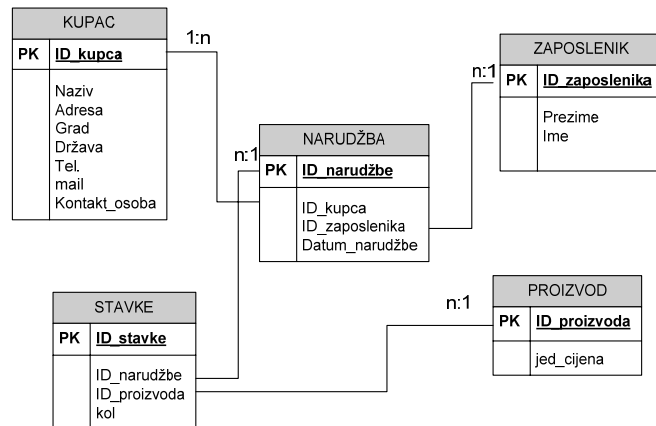 KUPAC
PK ID_kupca
Naziv
Adresa
Grad
Država
Tel.
mail
Kontakt_osoba
1:n
ZAPOSLENIK
n:1
PK ID_zaposlenika
Prezime
Ime
NARUDŽBA
n:1
PK ID_narudžbe
ID_kupca
ID_zaposlenika
Datum_narudžbe
STAVKE
PK ID_stavke
ID_narudžbe
ID_proizvoda
kol
n:1
PROIZVOD
PK ID_proizvoda
jed_cijena